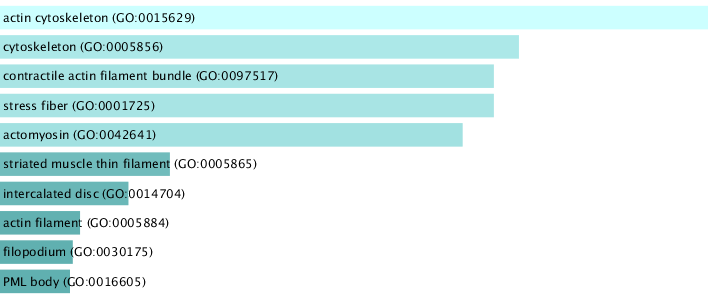 actin cytoskeleton (GO:0015629)
cytoskeleton (GO:0005856)
contractile actin filament bundle (GO:0097517)
stress fiber (GO:0001725)
actomyosin (GO:0042641)
striated muscle thin filament (GO:0005865)
intercalated disc (GO:0014704)
actin filament (GO:0005884)
filopodium (GO:0030175)
PML body (GO:0016605)